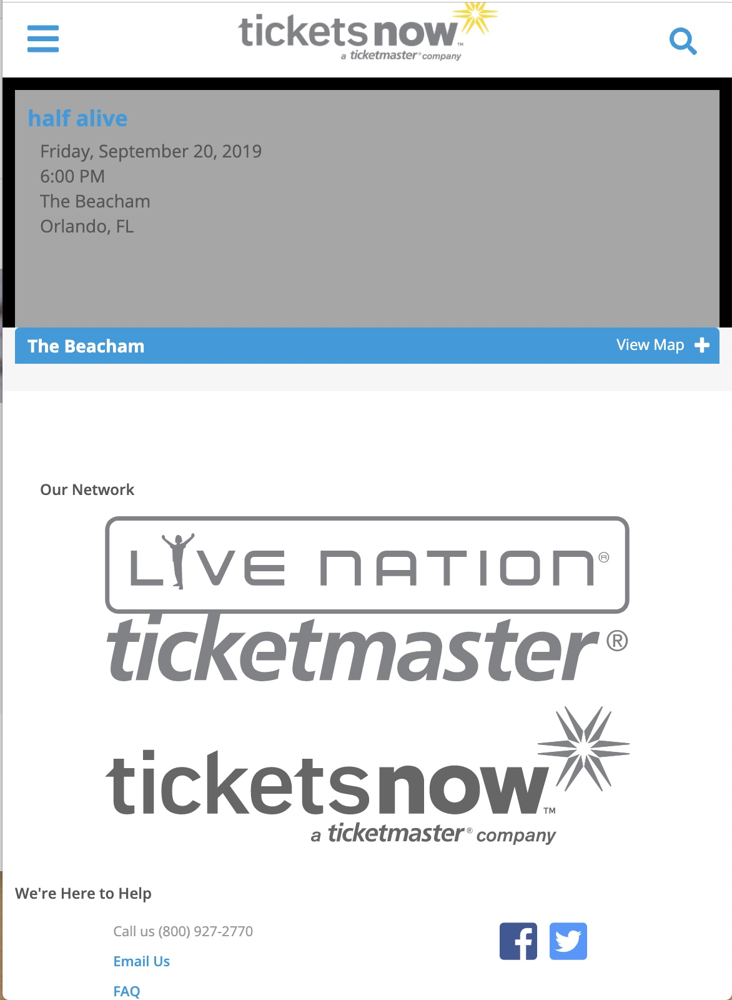 ticketsnow™
a ticketmaster® company
half alive
Friday, September 20, 2019
6:00 PM
The Beacham
Orlando, FL
The Beacham
View Map
Our Network
LIVE NATION®
ticketmaster®
ticketsnow™
a ticketmaster® company
We're Here to Help
Call us (800) 927-2770
Email Us
FAQ